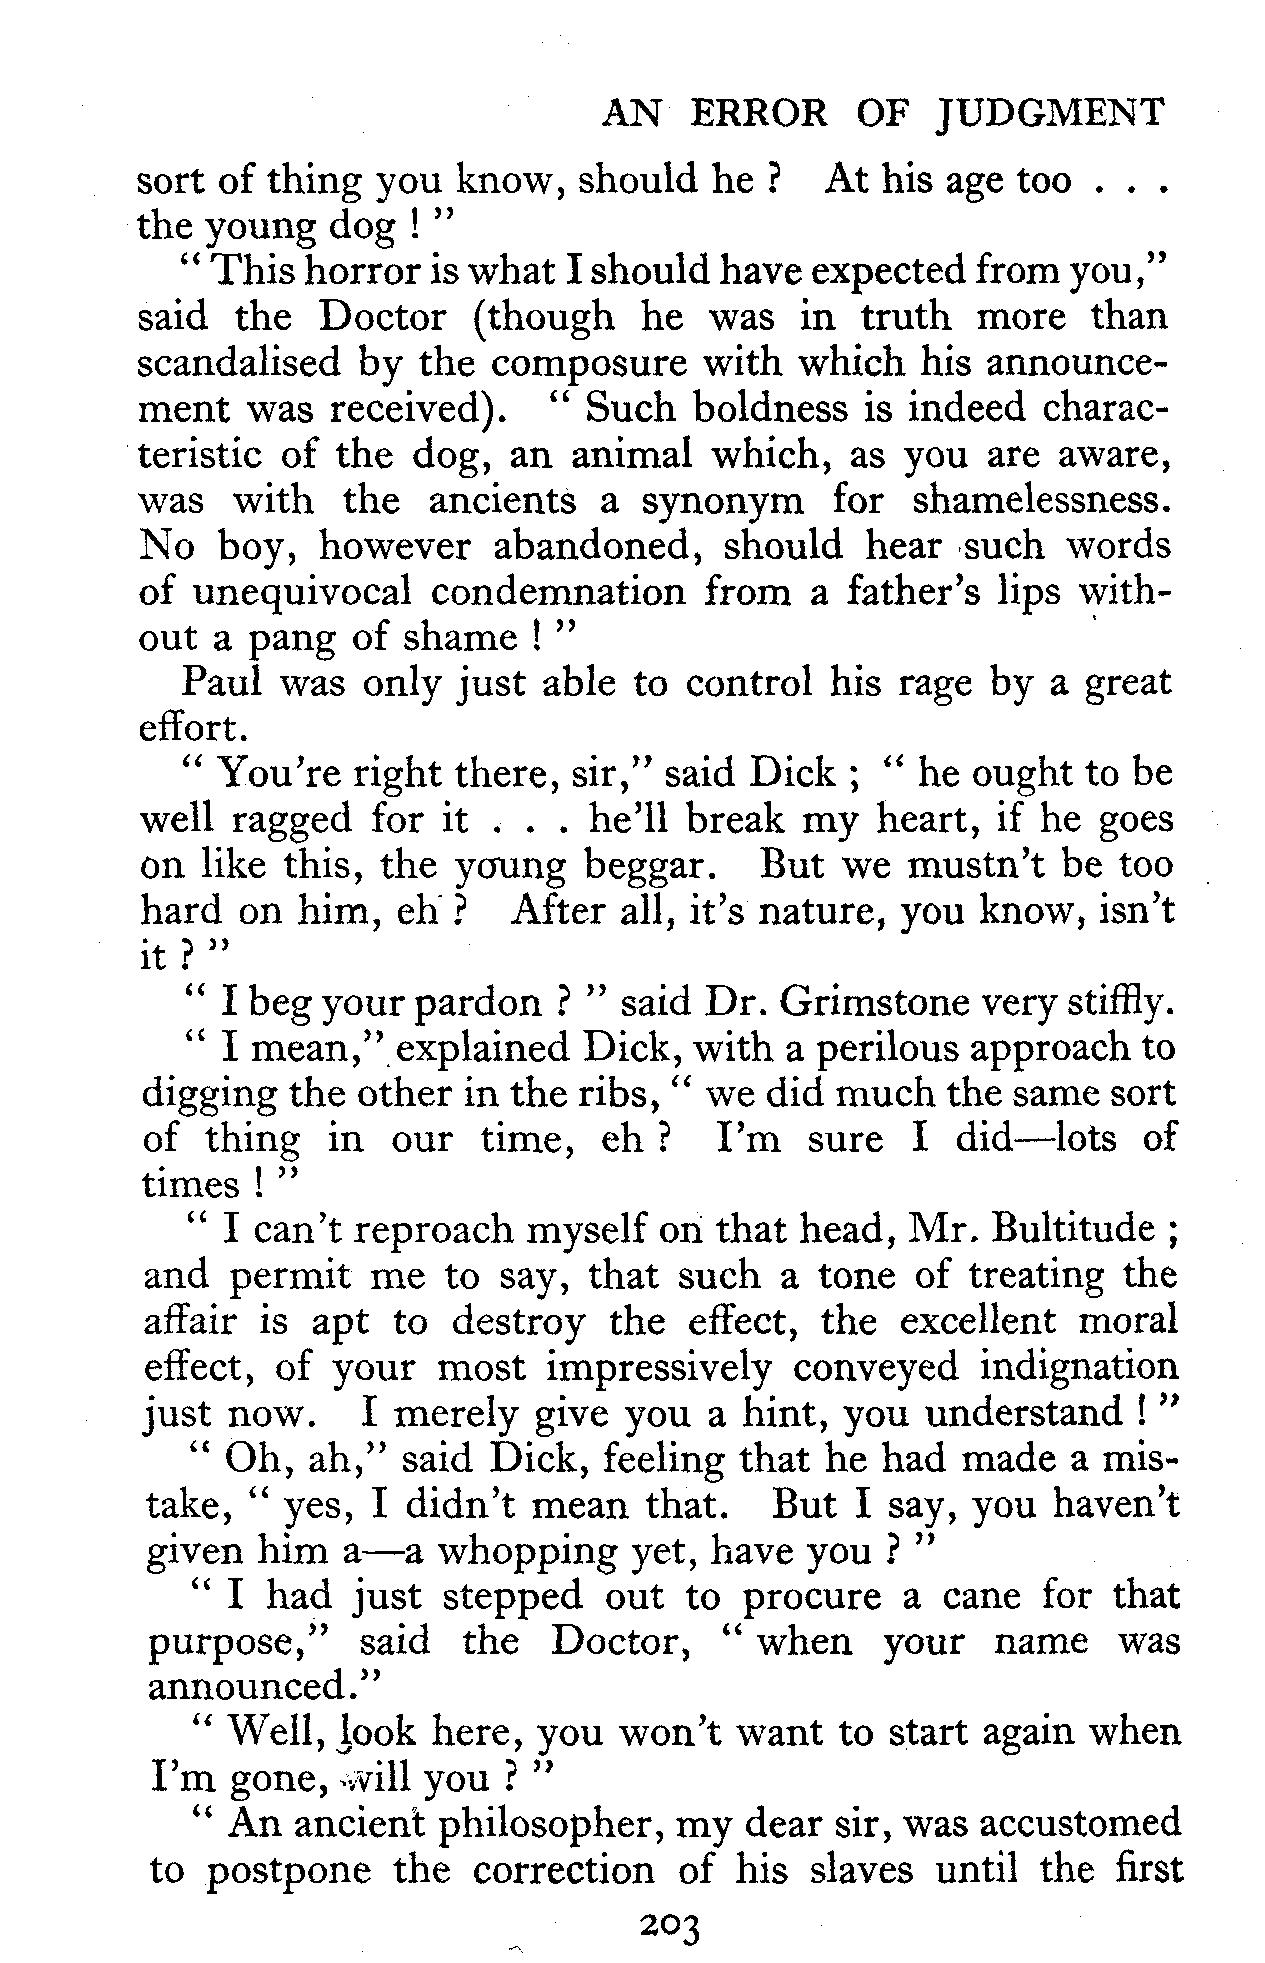 AN ERROR OF JUDGMENT
sort of thing you know, should he ? At his age too . . .
the young dog ! "
" This horror is what I should have expected from you,"
said the Doctor (though he was in truth more than
scandalised by the composure with which his announce-
ment was received). " Such boldness is indeed charac-
teristic of the dog, an animal which, as you are aware,
was with the ancients a synonym for shamelessness.
No boy, however abandoned, should hear such words
of unequivocal condemnation from a father's lips with-
out a pang of shame ! "
Paul was only just able to control his rage by a great
effort.
" You're right there, sir," said Dick ; " he ought to be
well ragged for it . . . he'll break my heart, if he goes
on like this, the young beggar. But we mustn't be too
hard on him, eh ? After all, it's nature, you know, isn't
it ? "
" I beg your pardon ? " said Dr. Grimstone very stiffly.
" I mean," explained Dick, with a perilous approach to
digging the other in the ribs, " we did much the same sort
of thing in our time, eh ? I'm sure I did—lots of
times ! "
" I can't reproach myself on that head, Mr. Bultitude ;
and permit me to say, that such a tone of treating the
affair is apt to destroy the effect, the excellent moral
effect, of your most impressively conveyed indignation
just now. I merely give you a hint, you understand ! "
" Oh, ah," said Dick, feeling that he had made a mis-
take, " yes, I didn't mean that. But I say, you haven't
given him a—a whopping yet, have you ? "
" I had just stepped out to procure a cane for that
purpose," said the Doctor, " when your name was
announced."
" Well, look here, you won't want to start again when
I'm gone, will you ? "
" An ancient philosopher, my dear sir, was accustomed
to postpone the correction of his slaves until the first
203